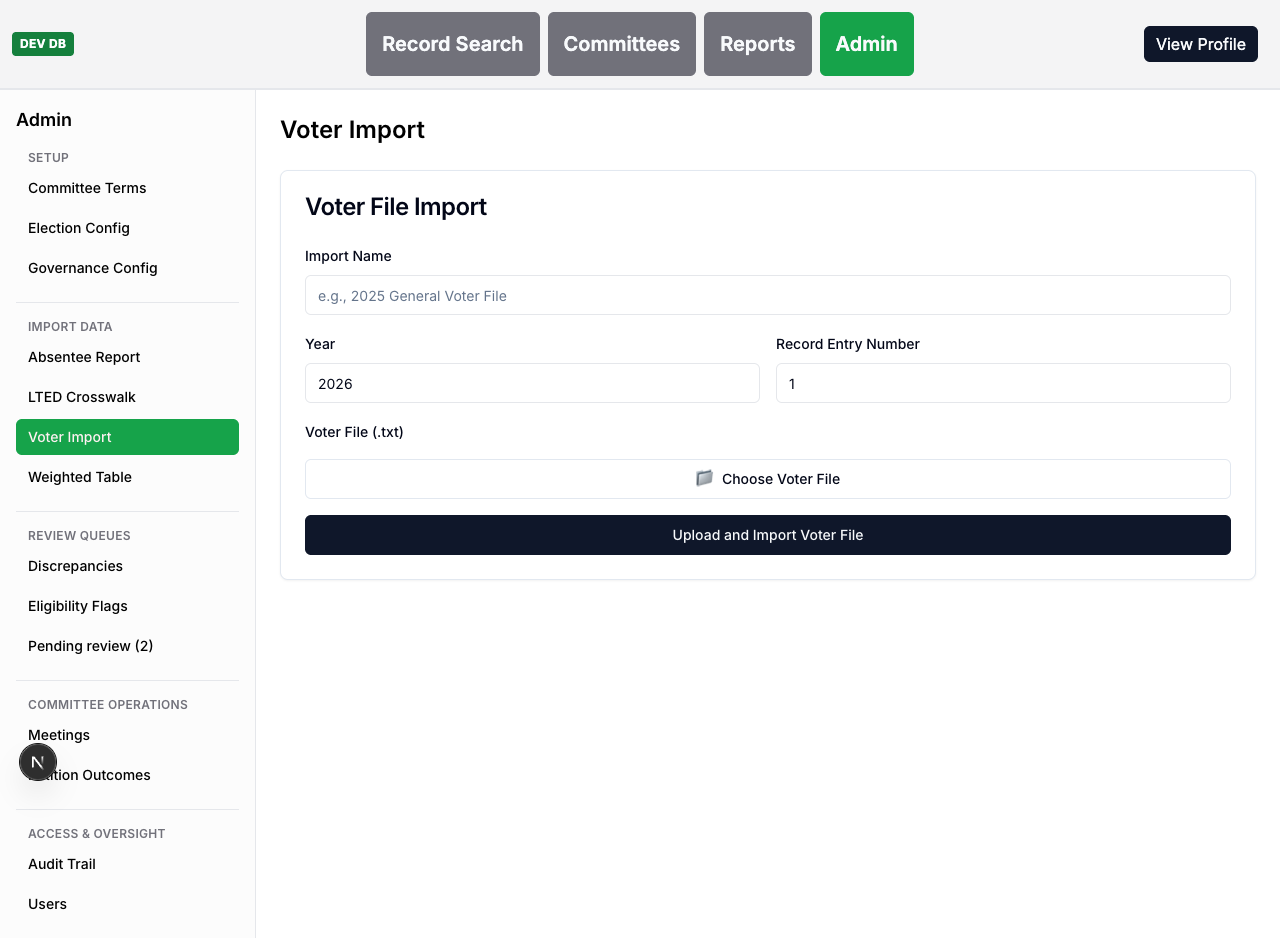 DEV DB
Record Search
Committees
Reports
Admin
View Profile
Admin
SETUP
Committee Terms
Election Config
Governance Config
IMPORT DATA
Absentee Report
LTED Crosswalk
Voter Import
Weighted Table
REVIEW QUEUES
Discrepancies
Eligibility Flags
Pending review (2)
COMMITTEE OPERATIONS
Meetings
N
Outcomes
ACCESS & OVERSIGHT
Audit Trail
Users
Voter Import
Voter File Import
Import Name
e.g., 2025 General Voter File
Year
Record Entry Number
2026
1
Voter File (.txt)
Choose Voter File
Upload and Import Voter File